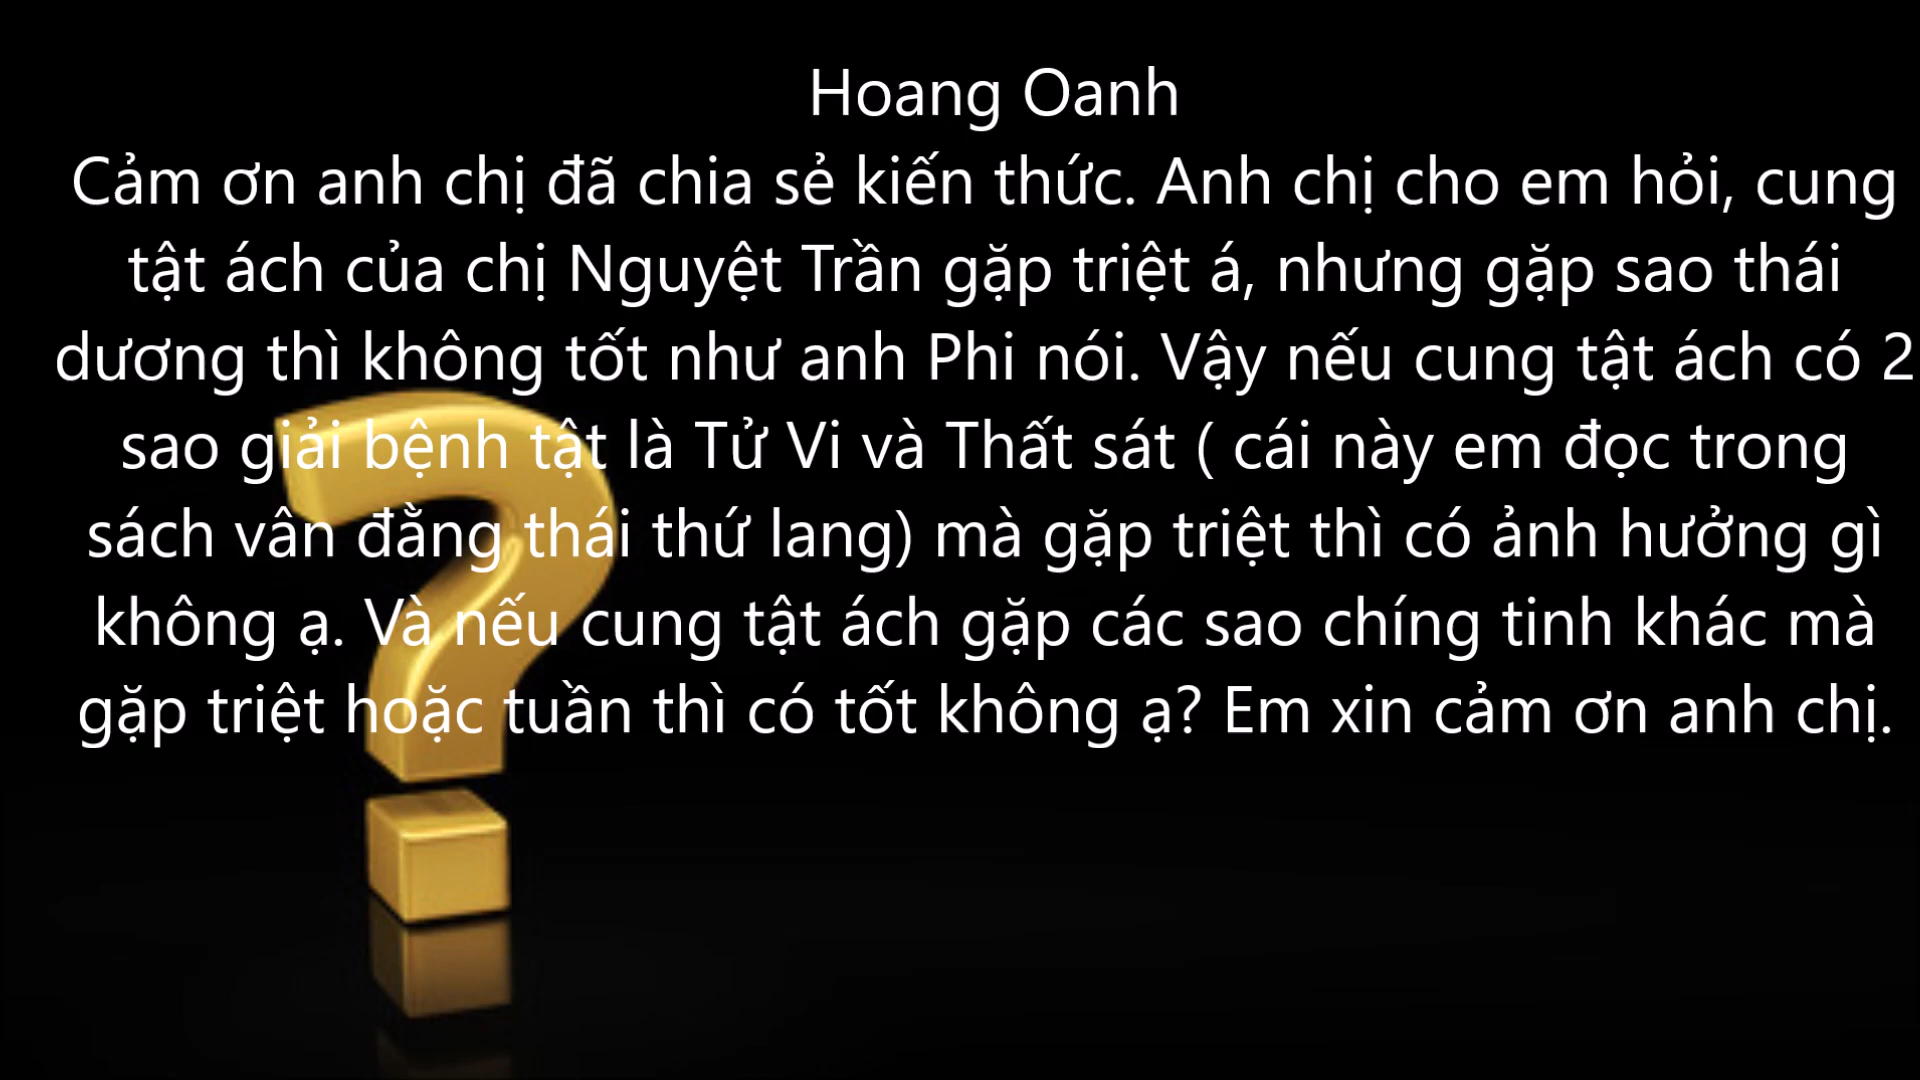 Hoang Oanh
Cảm ơn anh chị đã chia sẻ kiến thức. Anh chị cho em hỏi, cung
tật ách của chị Nguyệt Trần gặp triệt á, nhưng gặp sao thái
dương thì không tốt như anh Phi nói. Vậy nếu cung tật ách có 2
sao giải bệnh tật là Tử Vi và Thất sát ( cái này em đọc trong
sách vân đằng thái thứ lang) mà gặp triệt thì có ảnh hưởng gì
không ạ. Và nếu cung tật ách gặp các sao chíng tinh khác mà
gặp triệt hoặc tuần thì có tốt không ạ? Em xin cảm ơn anh chị.